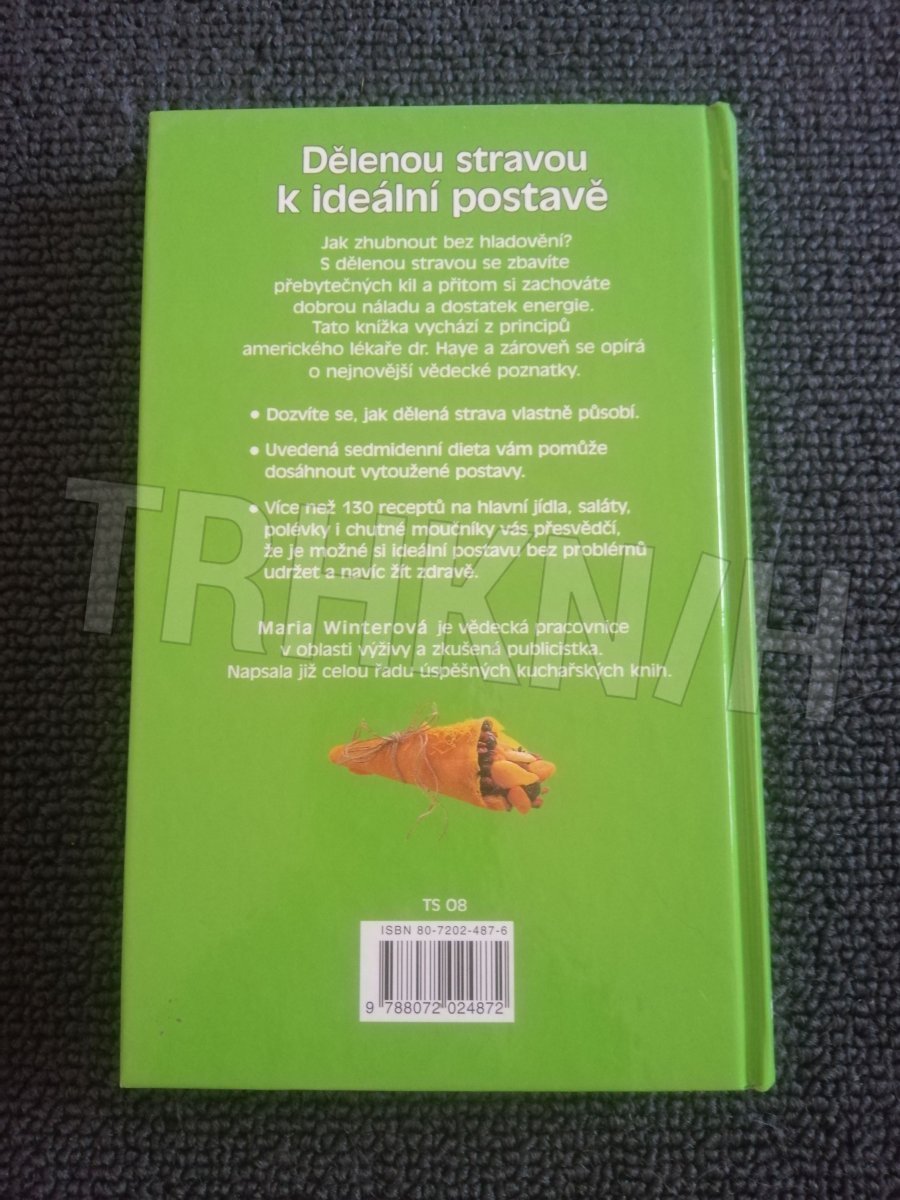 Dělenou stravou
k ideální postavě
Jak zhubnout bez hladovění?
S dělenou stravou se zbavíte
přebytečných kil a přitom si zachováte
dobrou náladu a dostatek energie.
Tato knížka vychází z principů
amerického lékaře dr. Haye a zároveň se opírá
o nejnovější vědecké poznatky.
• Dozvíte se, jak dělená strava vlastně působí.
• Uvedená sedmidenní dieta vám pomůže
dosáhnout vytoužené postavy.
• Více než 130 receptů na hlavní jídla, saláty,
polévky i chutné moučníky vás přesvědčí,
že je možné si ideální postavu bez problémů
udržet a navíc žít zdravě.
TRHKNIH
Maria Winterová je vědecká pracovnice
v oblasti výživy a zkušená publicistka.
Napsala již celou řadu úspěšných kuchařských knih.
TS 08
ISBN 80-7202-487-6
9 788072 024872